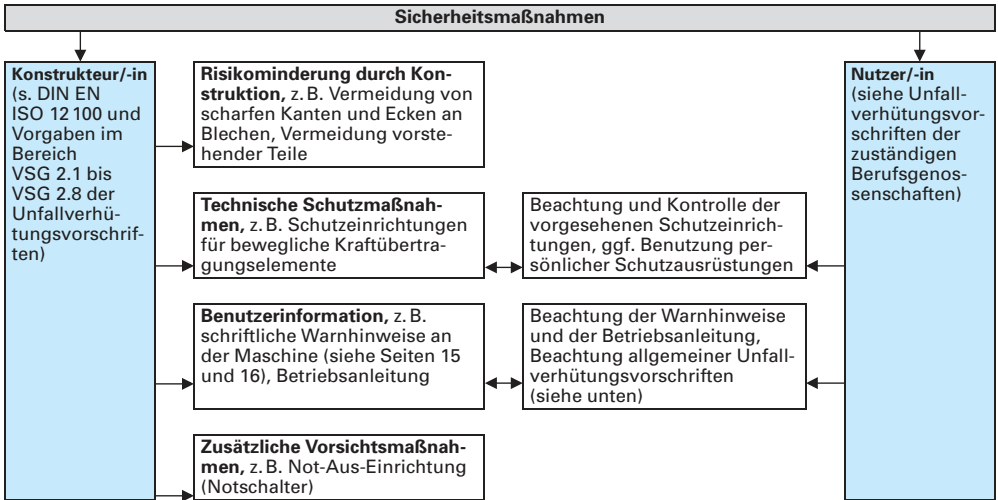 Sicherheitsmaßnahmen
Konstrukteur/-in
(s. DIN EN
ISO 12 100 und
Vorgaben im
Bereich
VSG 2.1 bis
VSG 2.8 der
Unfallverhü-
tungsvorschrif-
ten)
Risikominderung durch Kon-
struktion, z. B. Vermeidung von
scharfen Kanten und Ecken an
Blechen, Vermeidung vorste-
hender Teile
Technische Schutzmaßnah-
men, z. B. Schutzeinrichtungen
für bewegliche Kraftübertra-
gungselemente
Beachtung und Kontrolle der
vorgesehenen Schutzeinrich-
tungen, ggf. Benutzung per-
sönlicher Schutzausrüstungen
Benutzerinformation, z. B.
schriftliche Warnhinweise an
der Maschine (siehe Seiten 15
und 16), Betriebsanleitung
Beachtung der Warnhinweise
und der Betriebsanleitung,
Beachtung allgemeiner Unfall-
verhütungsvorschriften
(siehe unten)
Zusätzliche Vorsichtsmaßnah-
men, z. B. Not-Aus-Einrichtung
(Notschalter)
Nutzer/-in
(siehe Unfall-
verhütungsvor-
schriften der
zuständigen
Berufsgenos-
senschaften)